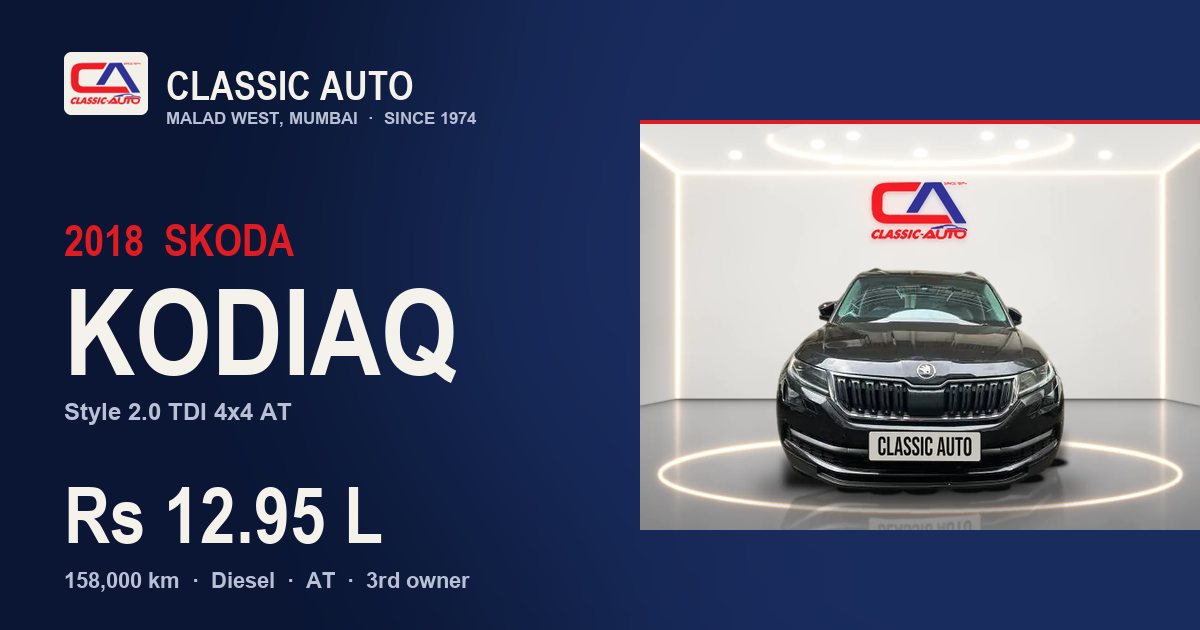 CA
CLASSIC-AUTO
CLASSIC AUTO
MALAD WEST, MUMBAI · SINCE 1974
2018 SKODA
KODIAQ
Style 2.0 TDI 4x4 AT
Rs 12.95 L
158,000 km · Diesel · AT · 3rd owner
CA
CLASSIC-AUTO
CLASSIC AUTO